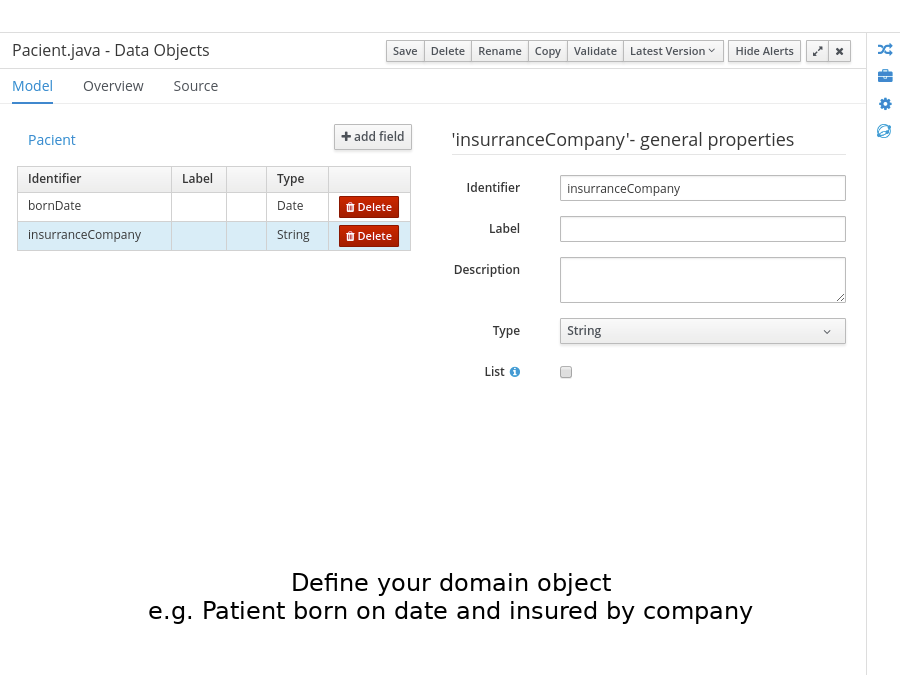 Pacient.java - Data Objects
Save Delete Rename Copy Validate Latest Version Hide Alerts
Model Overview Source
Pacient
add field
Identifier Label Type
bornDate Date Delete
insurranceCompany String Delete
'insurranceCompany'- general properties
Identifier insurranceCompany
Label
Description
Type String
List
Define your domain object
e.g. Patient born on date and insured by company